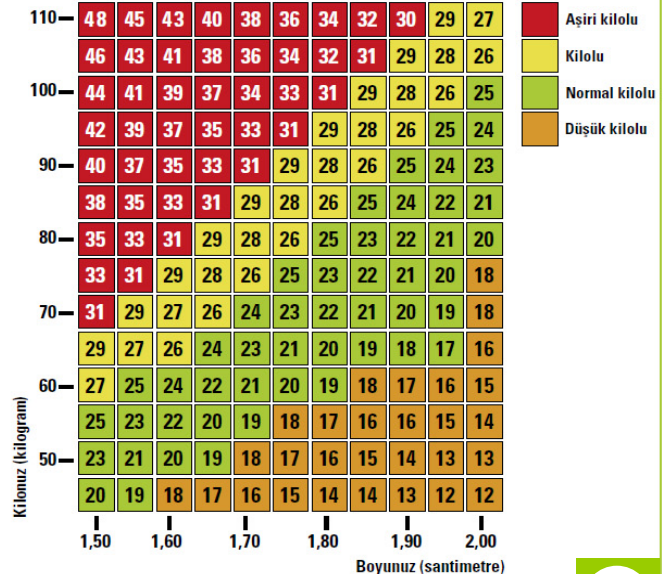 110 48 45 43 40 38 36 34 34 32 30 29 27
46 43 41 38 36 34 32 31 29 28 26
100 44 41 39 37 34 33 31 29 28 26 25
42 39 37 35 33 31 29 28 26 25 24
90 40 37 35 33 31 29 28 26 25 24 23
38 35 33 31 29 28 26 25 24 22 21
80 35 33 31 29 28 26 25 23 22 21 20
33 31 29 28 26 25 23 22 21 20 18
70 31 29 27 26 24 23 22 21 20 19 18
29 27 26 24 23 21 20 19 18 17 16
60 27 25 24 22 21 20 19 18 17 16 15
25 23 22 20 19 18 17 16 16 15 14
50 23 21 20 19 18 17 16 15 14 13 13
20 19 18 17 16 15 14 14 13 12 12
1,50 1,60 1,70 1,80 1,90 2,00
Kilonuz (kilogram)
Boyunuz (santimetre)
Aşiri kilolu
Kilolu
Normal kilolu
Düşük kilolu